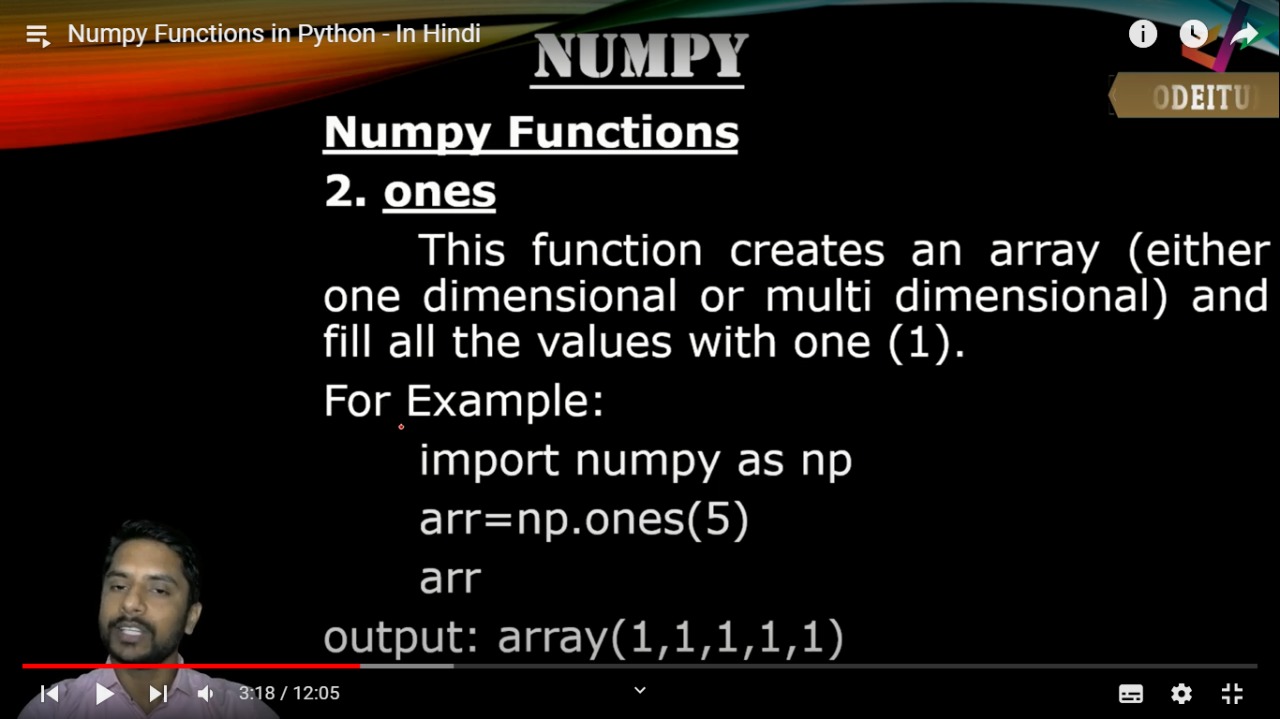 Numpy Functions in Python - In Hindi
NUMPY
ODEITU
Numpy Functions
2. ones
This function creates an array (either
one dimensional or multi dimensional) and
fill all the values with one (1).
For Example:
import numpy as np
arr=np.ones(5)
arr
output: array(1,1,1,1,1)
3:18 / 12:05